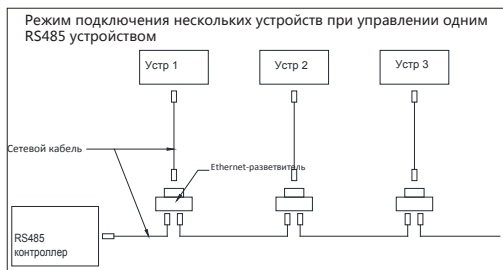 Режим подключения нескольких устройств при управлении одним
RS485 устройством
Устр 1
Устр 2
Устр 3
Сетевой кабель
Ethernet-разветвитель
RS485
контроллер